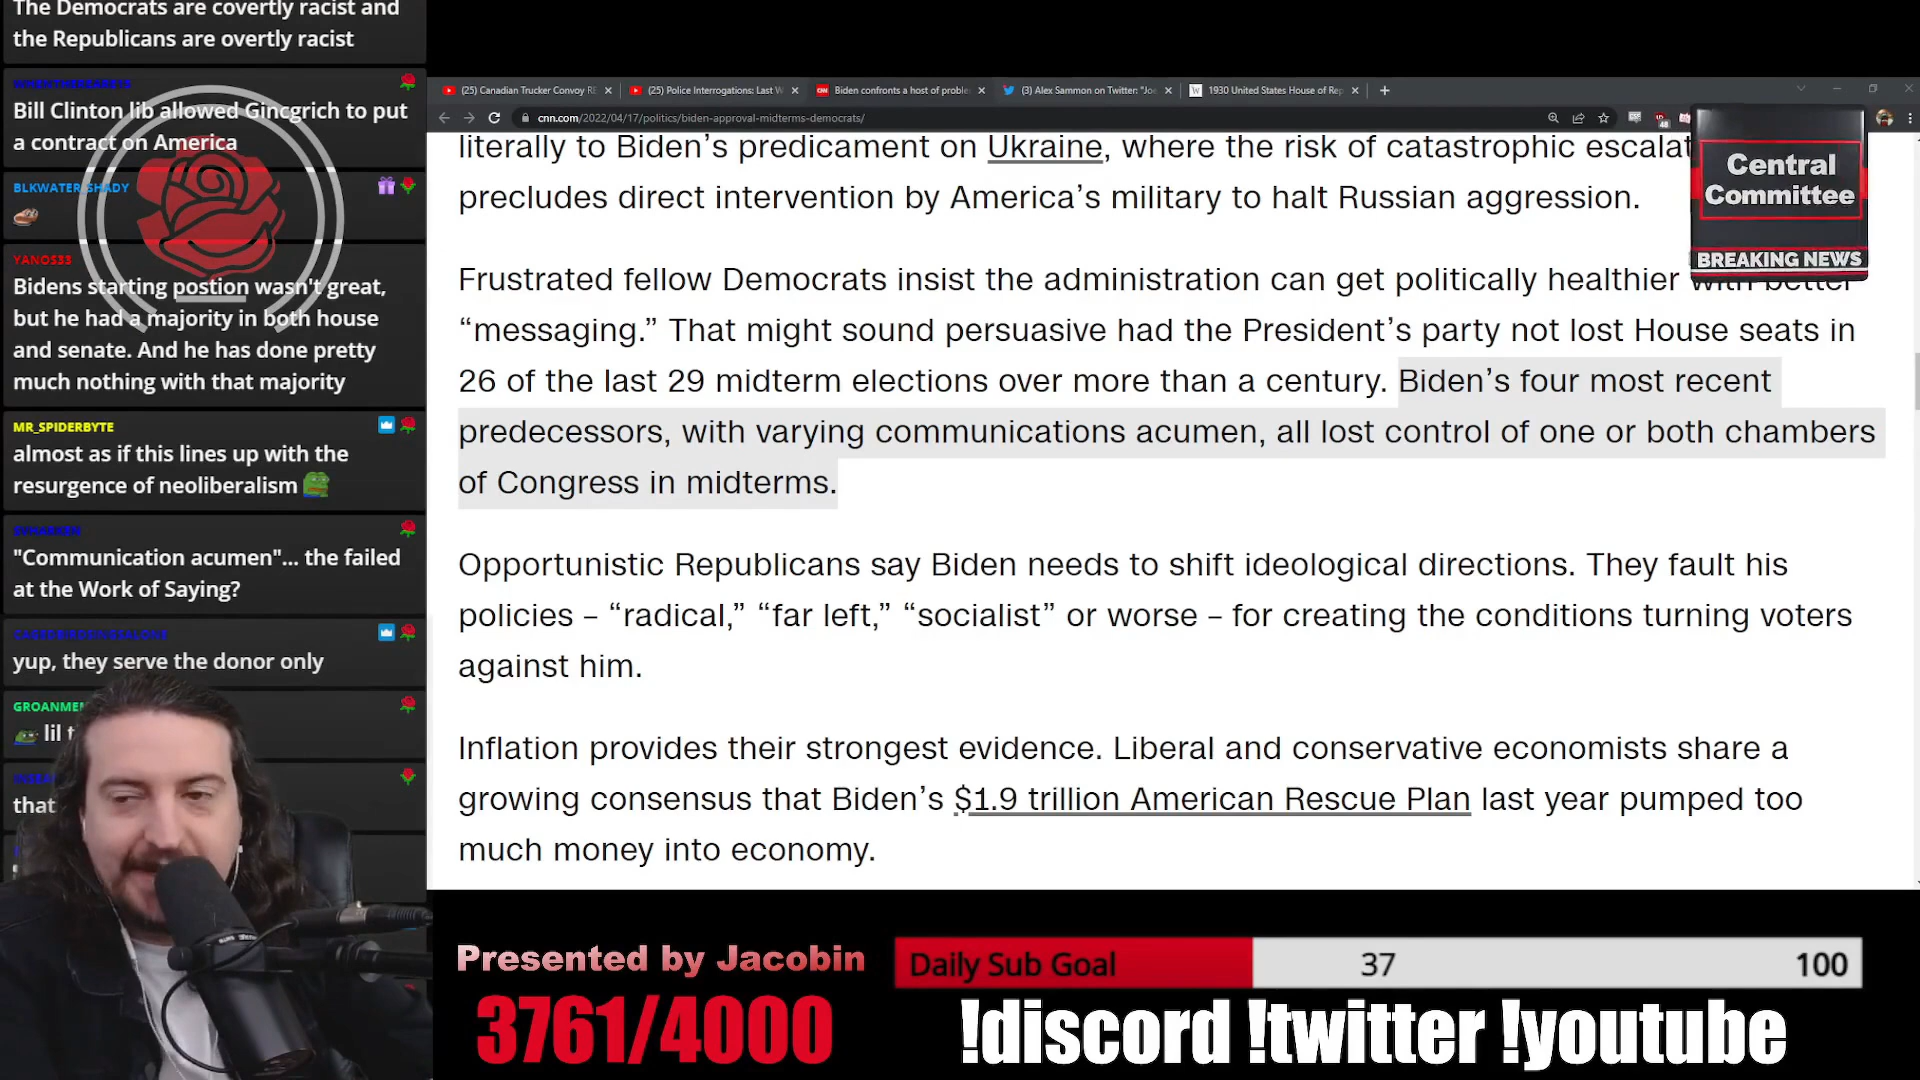 The Democrats are covertly racist and
the Republicans are overtly racist
Bill Clinton lib allowed Gincgrich to put
a contract on America
BLKWATER_SHADY
YANOS33
Bidens starting postion wasn't great,
but he had a majority in both house
and senate. And he has done pretty
much nothing with that majority
MR_SPIDERBYTE
almost as if this lines up with the
resurgence of neoliberalism
"Communication acumen"... the failed
at the Work of Saying?
yup, they serve the donor only
lil
that
(25) Canadian Trucker Convoy
(25) Police Interrogations: Last
Biden confronts a host of
(3) Alex Sammon on Twitter:
1930 United States House of
cnn.com/2022/04/17/politics/biden-approval-midterms-democrats/
Central
Committee
BREAKING NEWS
literally to Biden’s predicament on Ukraine, where the risk of catastrophic
precludes direct intervention by America’s military to halt Russian aggression.
Frustrated fellow Democrats insist the administration can get politically healthier with better
“messaging.” That might sound persuasive had the President’s party not lost House seats in
26 of the last 29 midterm elections over more than a century. Biden’s four most recent
predecessors, with varying communications acumen, all lost control of one or both chambers
of Congress in midterms.
Opportunistic Republicans say Biden needs to shift ideological directions. They fault his
policies – “radical,” “far left,” “socialist” or worse – for creating the conditions turning voters
against him.
Inflation provides their strongest evidence. Liberal and conservative economists share a
growing consensus that Biden’s $1.9 trillion American Rescue Plan last year pumped too
much money into economy.
Presented by Jacobin
3761/4000
Daily Sub Goal 37 100
!discord !twitter !youtube